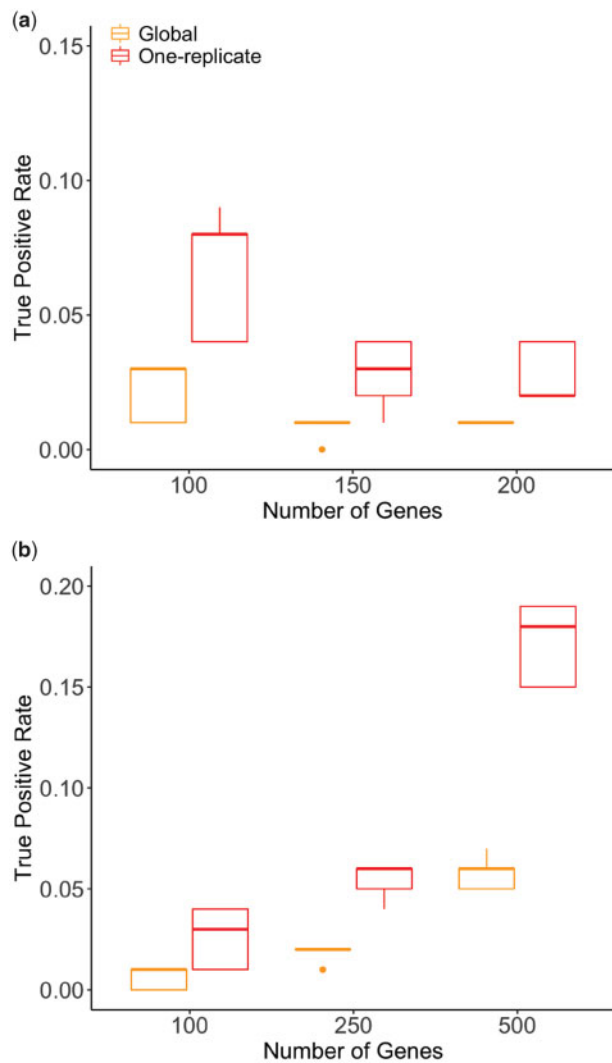 (a)
Global
One-replicate
0.15
0.10
0.05
0.00
True Positive Rate
100 150 200
Number of Genes
(b)
0.20
0.15
0.10
0.05
0.00
True Positive Rate
100 250 500
Number of Genes